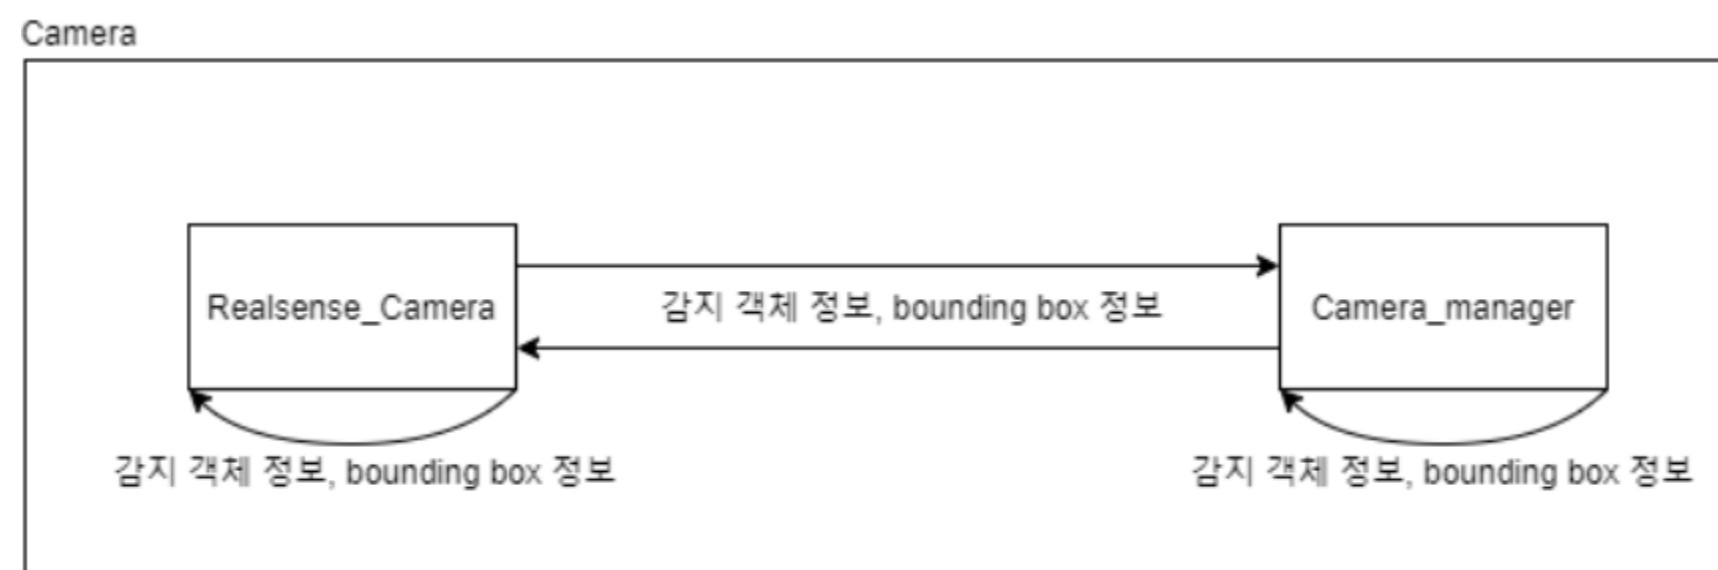 Camera
Realsense_Camera
감지 객체 정보, bounding box 정보
Camera_manager
감지 객체 정보, bounding box 정보
감지 객체 정보, bounding box 정보